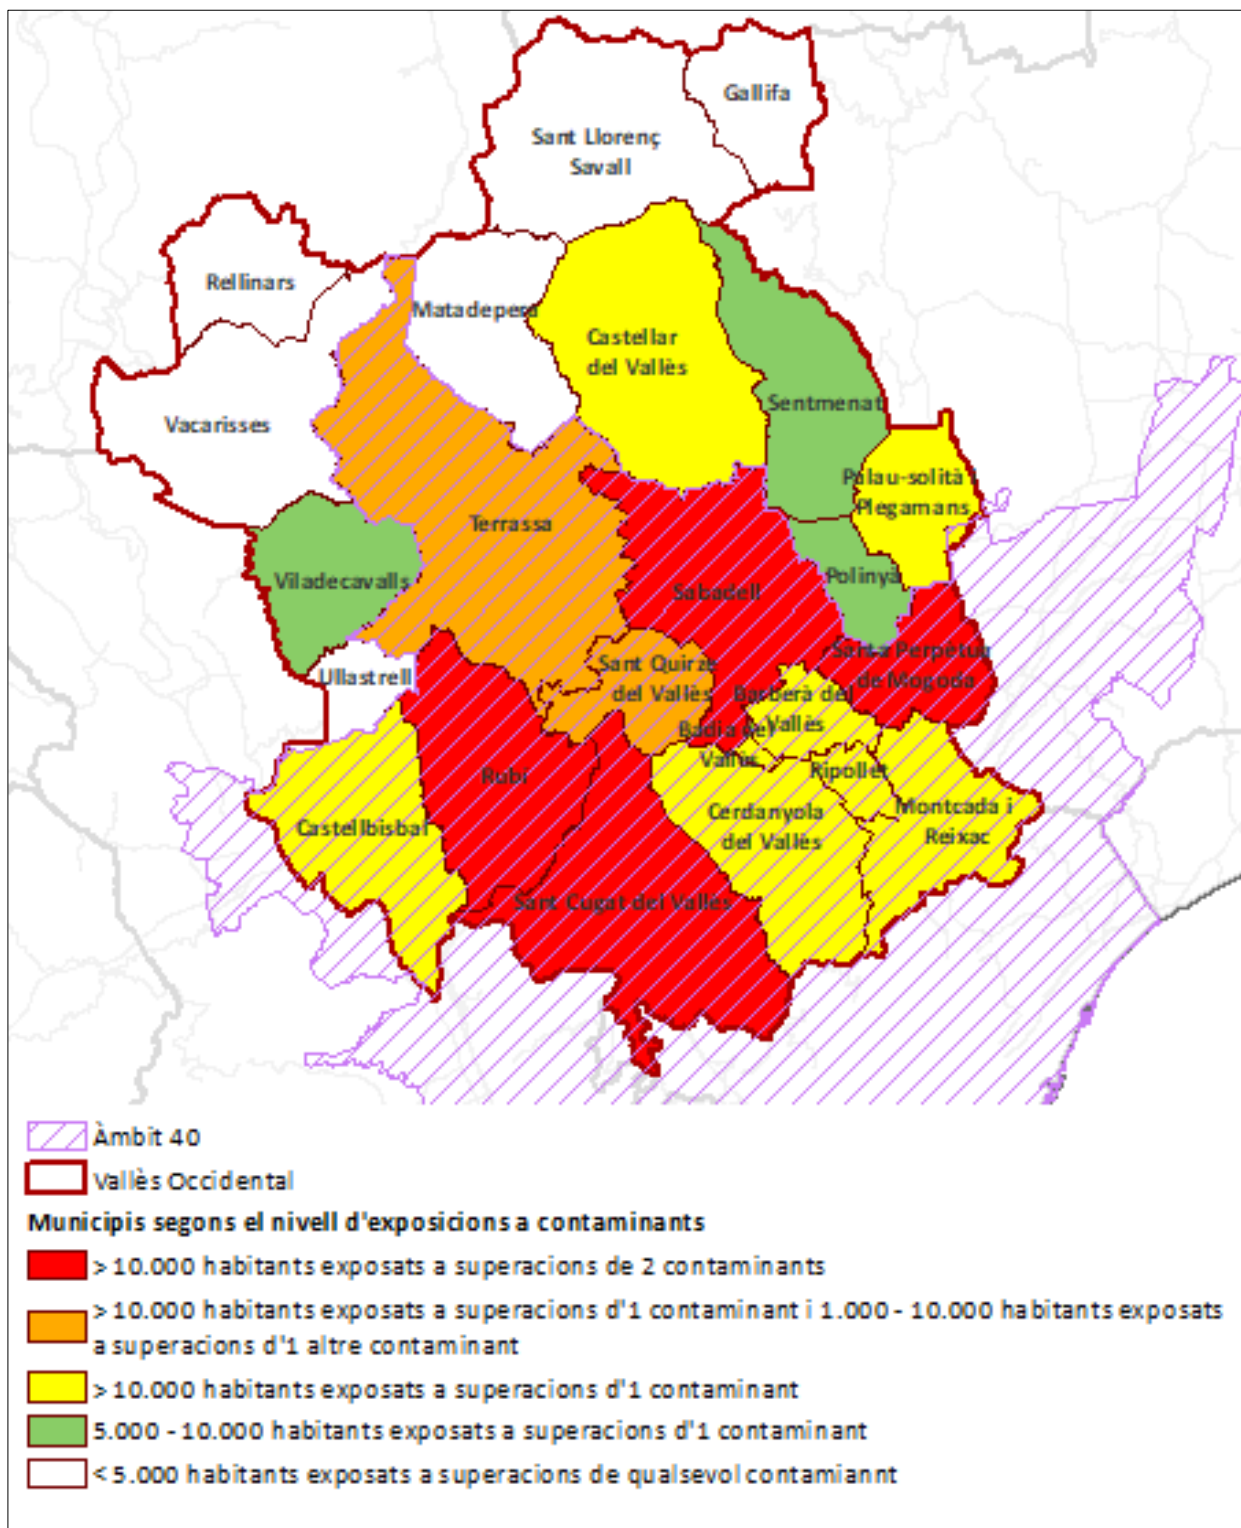 Gallifa
Sant Llorenç
Savall
Rellinars
Matadepera
Castellar
del Vallès
Sentmenat
Vacarisses
Palau-solità
Plegamans
Terrassa
Viladecavalls
Polinyà
Sabadell
Santa Perpètua
de Mogoda
Sant Quirze
del Vallès
Ullastrell
Barberà del
Vallès
Badia del
Vallès
Ripollet
Rubí
Montcada i
Reixac
Cerdanyola
del Vallès
Castellbisbal
Sant Cugat del Vallès
Àmbit 40
Vallès Occidental
Municipis segons el nivell d'exposicions a contaminants
> 10.000 habitants exposats a superacions de 2 contaminants
>10.000 habitants exposats a superacions d'1 contaminant i 1.000 - 10.000 habitants exposats
a superacions d'1 altre contaminant
> 10.000 habitants exposats a superacions d'1 contaminant
5.000 - 10.000 habitants exposats a superacions d'1 contaminant
< 5.000 habitants exposats a superacions de qualsevol contamiannt